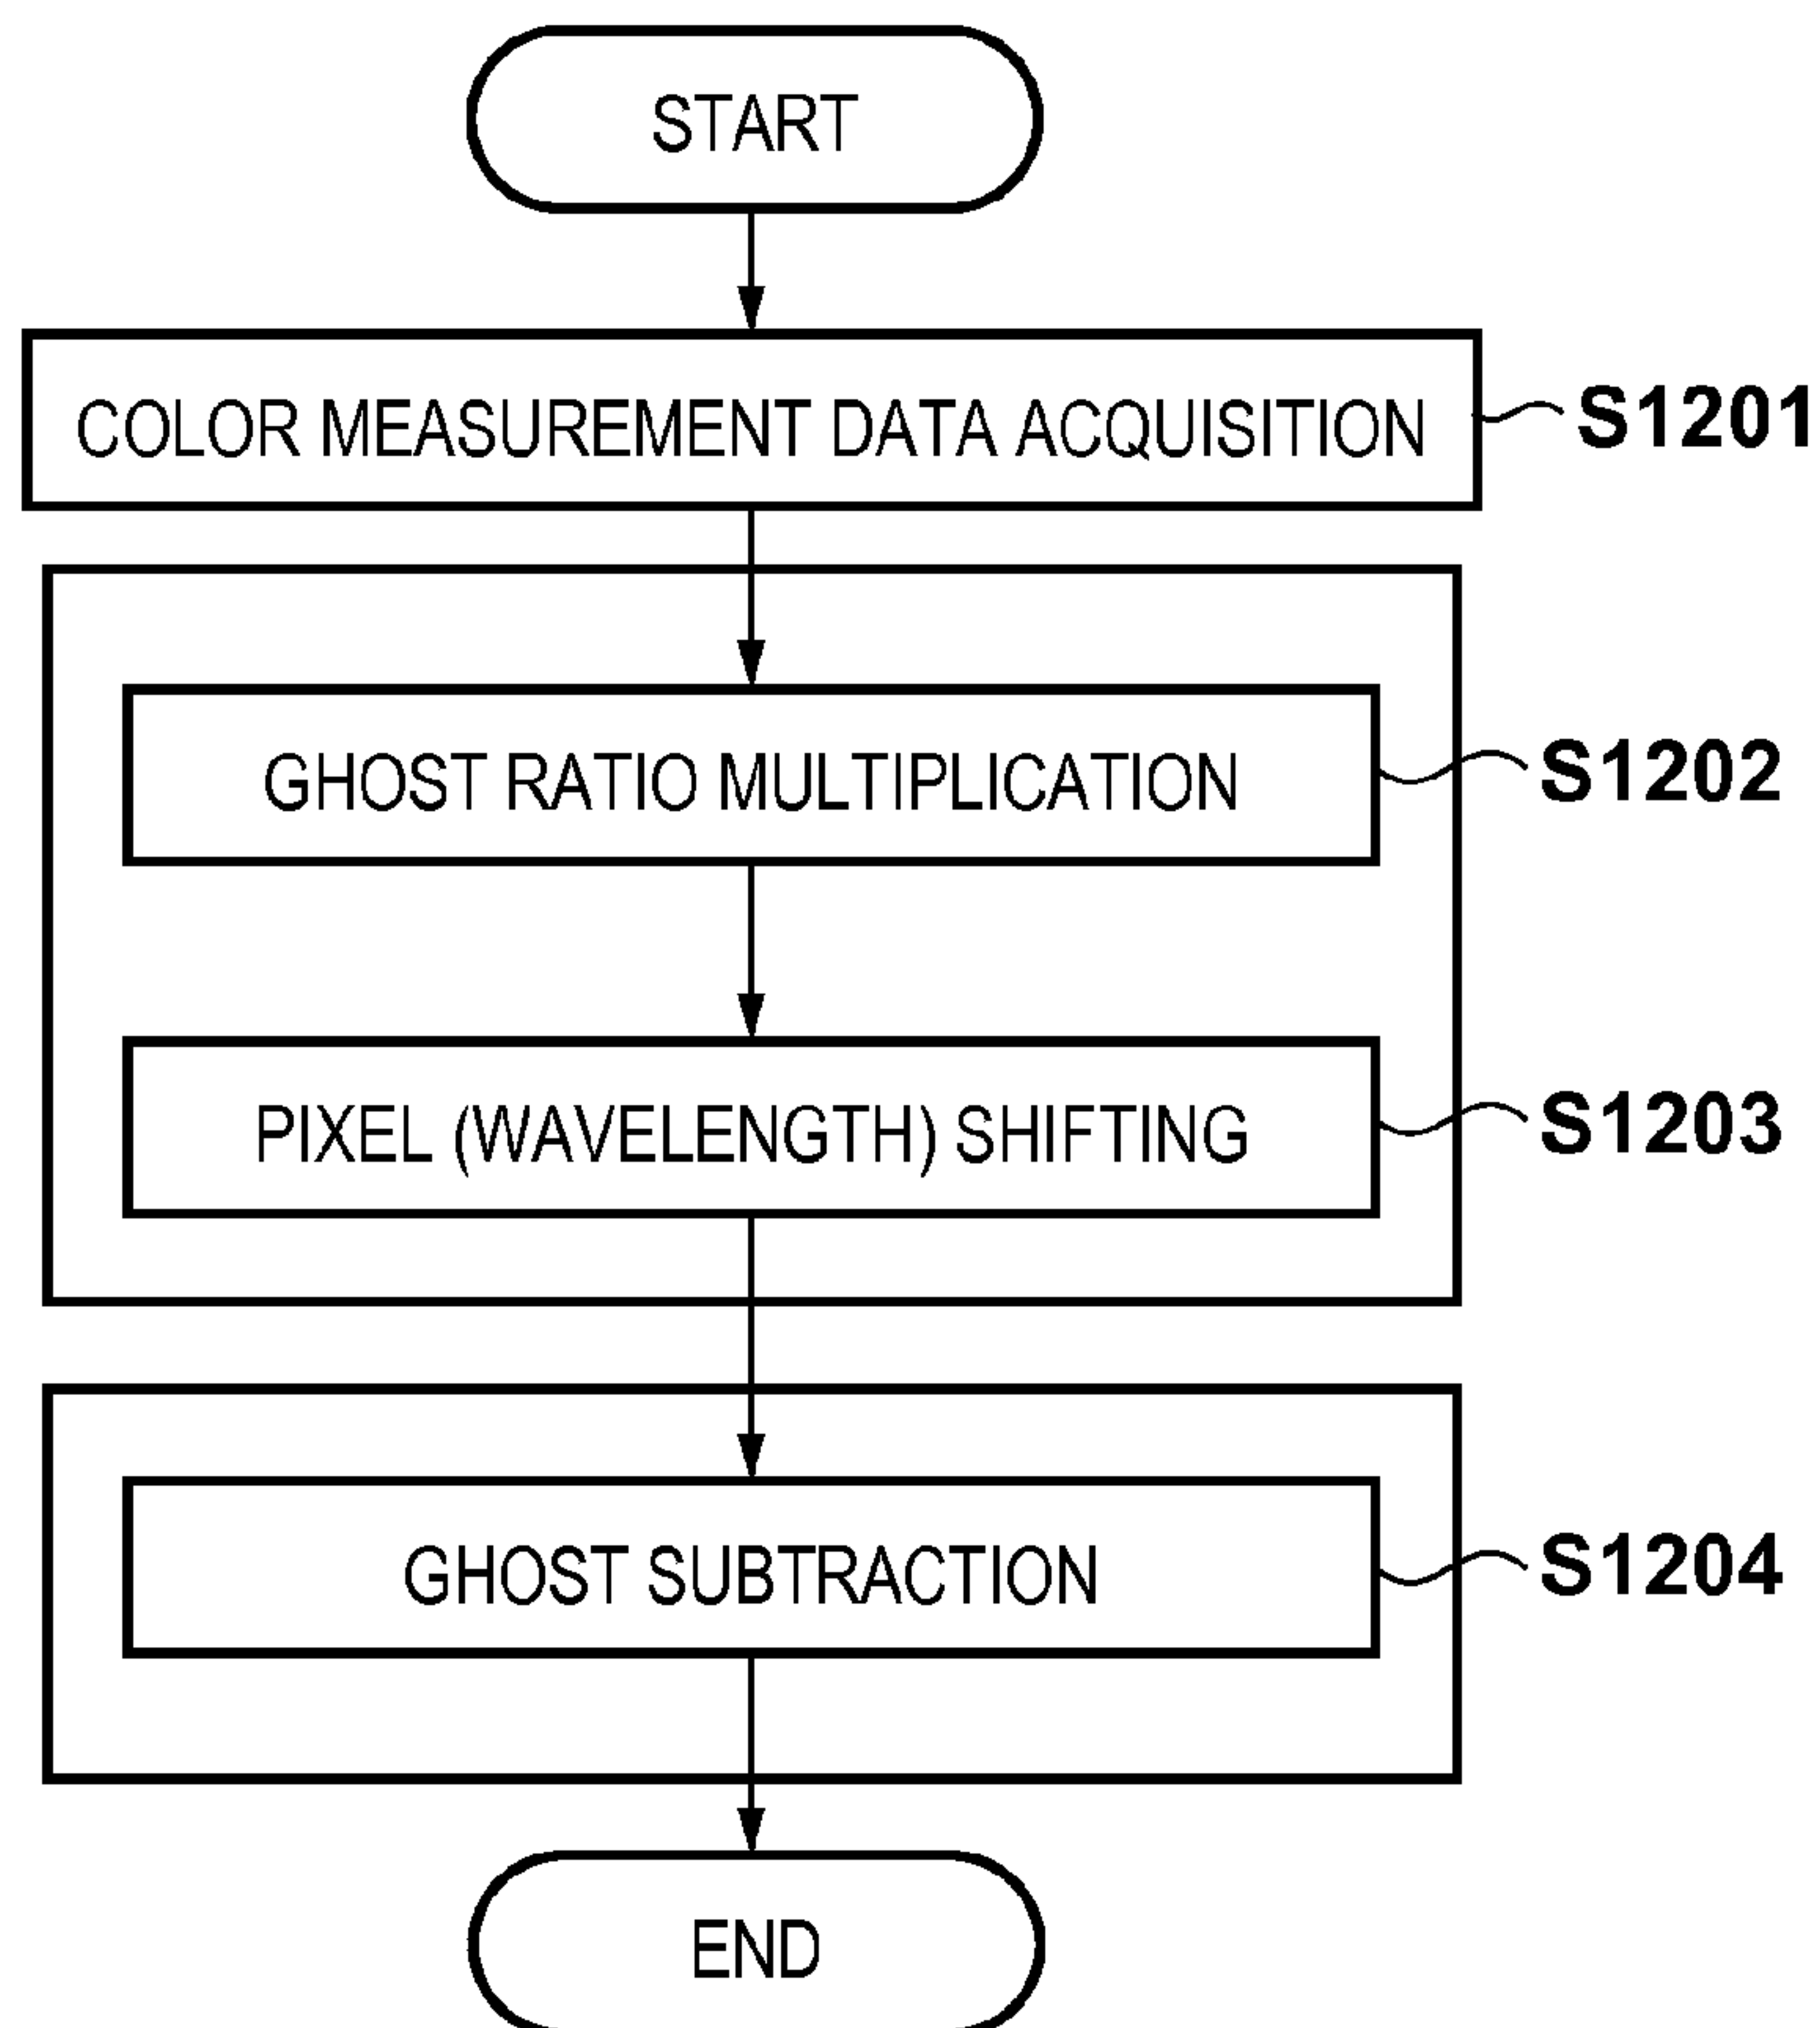 START
COLOR MEASUREMENT DATA ACQUISITION
S1201
GHOST RATIO MULTIPLICATION
S1202
PIXEL (WAVELENGTH) SHIFTING
S1203
GHOST SUBTRACTION
S1204
END